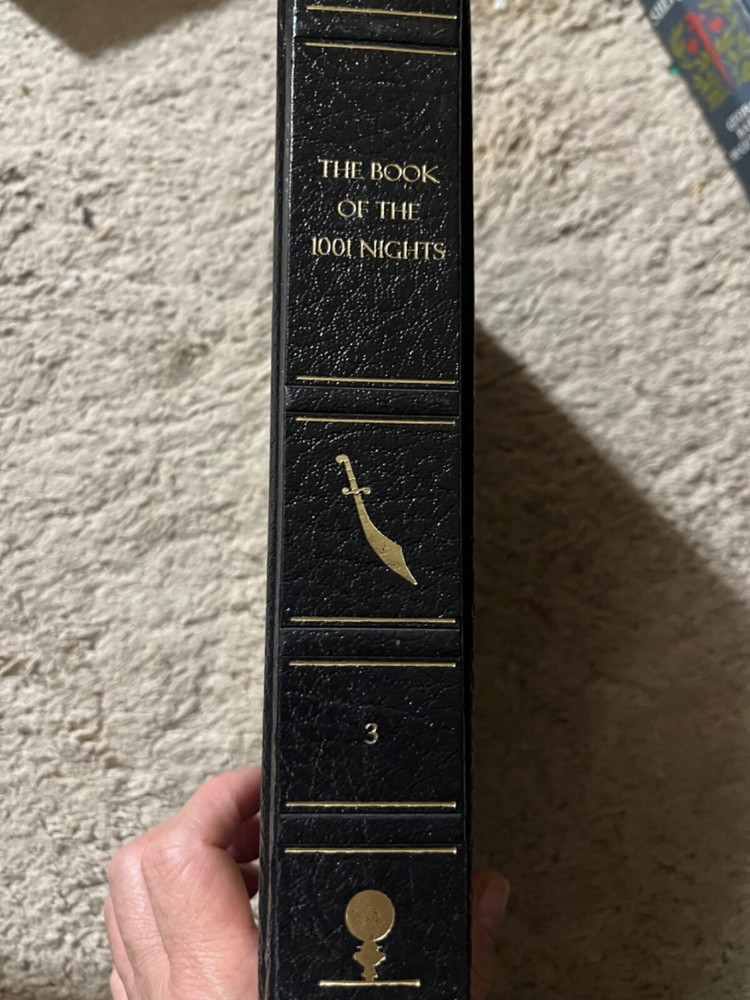 THE BOOK
OF THE
1001 NIGHTS
3